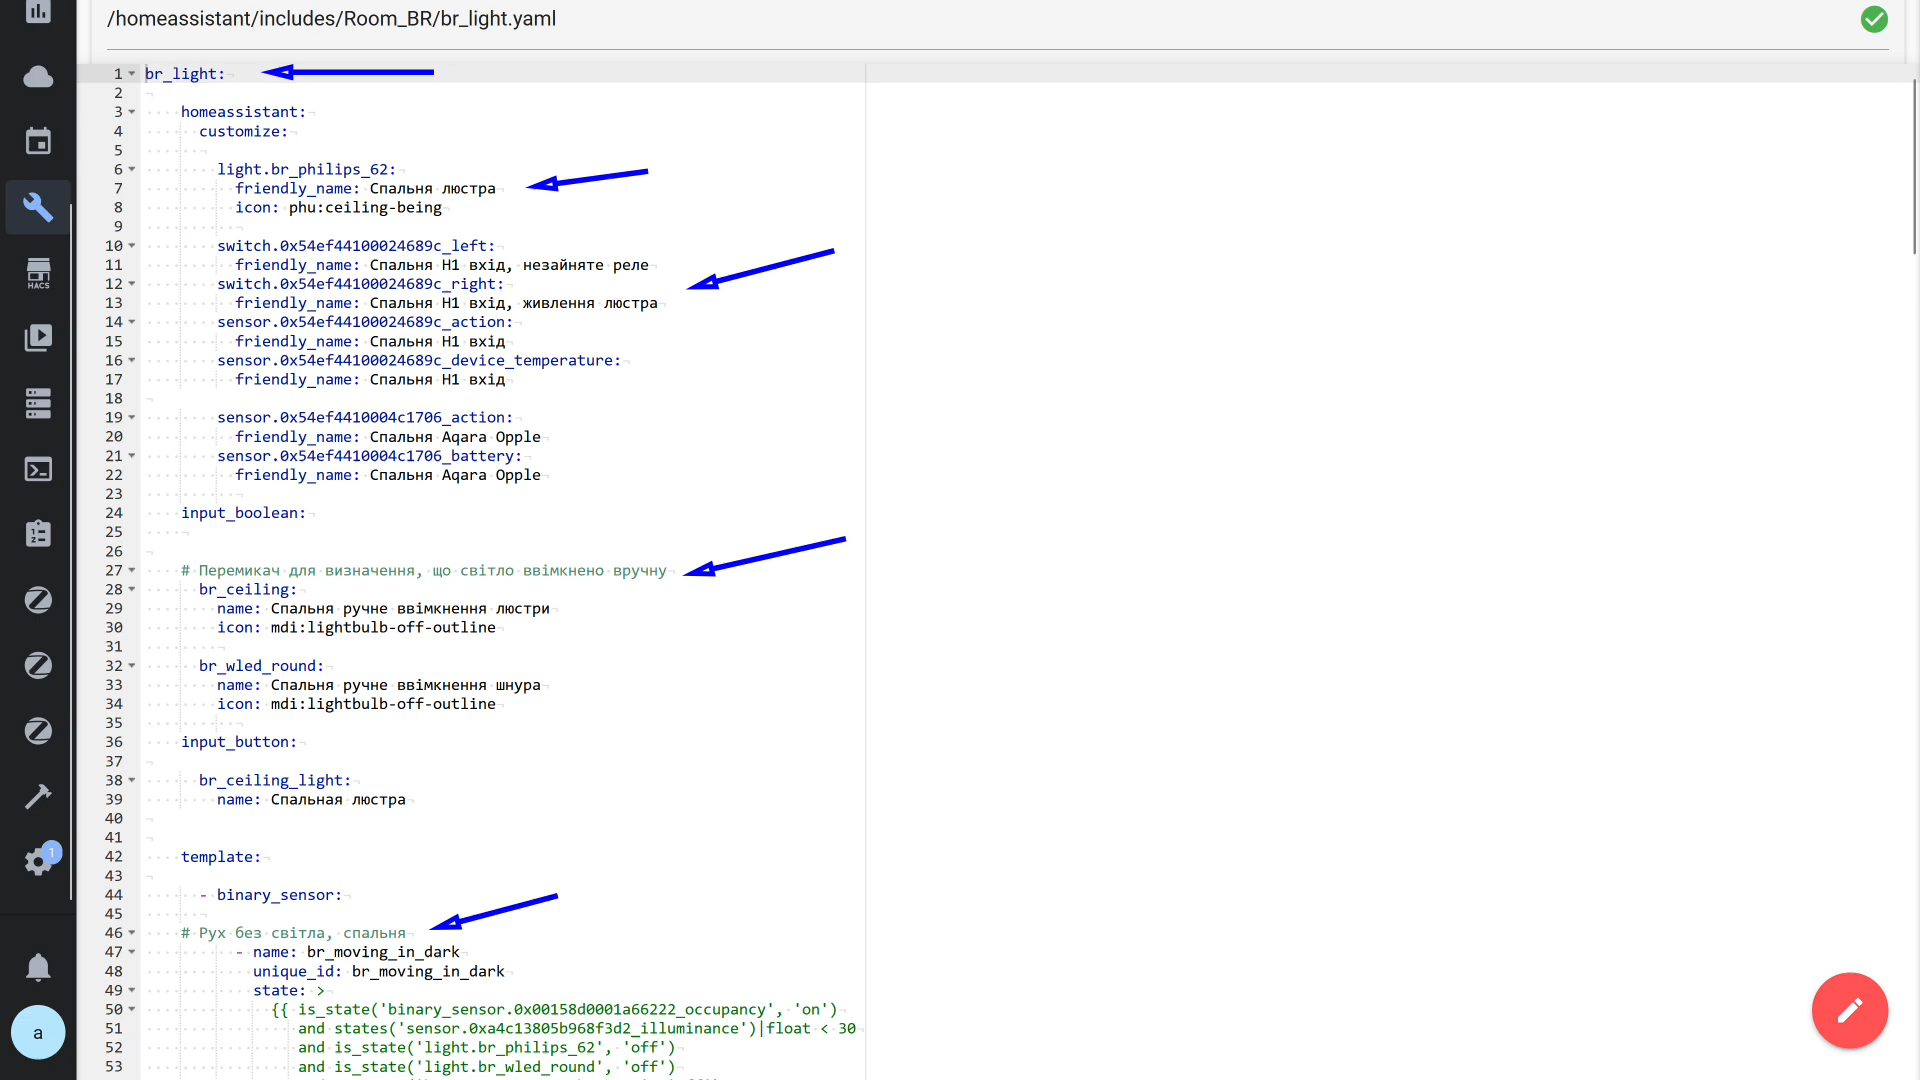 /homeassistant/includes/Room_BR/br_light.yaml
1 br_light:
2
3 homeassistant:
4 customize:
5
6 light.br_philips_62:
7 friendly_name: Спальня люстра
8 icon: phu:ceiling-being
9
10 switch.0x54ef44100024689c_left:
11 friendly_name: Спальня H1 вхід, незайняте реле
12 switch.0x54ef44100024689c_right:
13 friendly_name: Спальня H1 вхід, живлення люстра
14 sensor.0x54ef44100024689c_action:
15 friendly_name: Спальня H1 вхід
16 sensor.0x54ef44100024689c_device_temperature:
17 friendly_name: Спальня H1 вхід
18
19 sensor.0x54ef4410004c1706_action:
20 friendly_name: Спальня Aqara Opple
21 sensor.0x54ef4410004c1706_battery:
22 friendly_name: Спальня Aqara Opple
23
24 input_boolean:
25
26
27 # Перемикач для визначення, що світло ввімкнено вручну
28 br_ceiling:
29 name: Спальня ручне ввімкнення люстри
30 icon: mdi:lightbulb-off-outline
31
32 br_wled_round:
33 name: Спальня ручне ввімкнення шнура
34 icon: mdi:lightbulb-off-outline
35
36 input_button:
37
38 br_ceiling_light:
39 name: Спальная люстра
40
41
42 template:
43
44 - binary_sensor:
45
46 # Рух без світла, спальня
47 - name: br_moving_in_dark
48 unique_id: br_moving_in_dark
49 state: >
50 {{ is_state('binary_sensor.0x00158d0001a66222_occupancy', 'on')
51 and states('sensor.0xa4c13805b968f3d2_illuminance')|float < 30
52 and is_state('light.br_philips_62', 'off')
53 and is_state('light.br_wled_round', 'off')
HACS
1
a